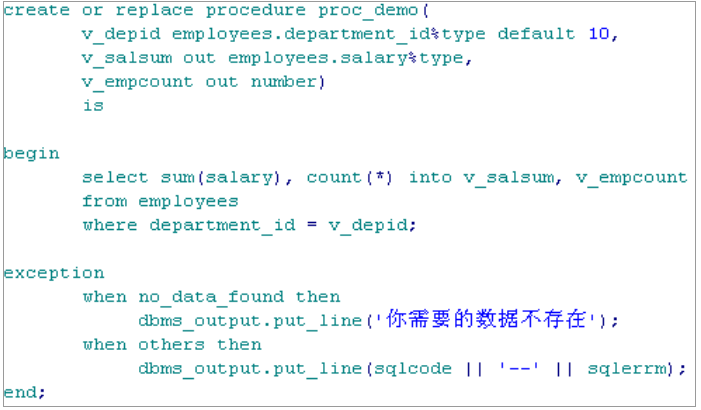 create or replace procedure proc_demo(
v_depid employees.department_id%type default 10,
v_salsum out employees.salary%type,
v_empcount out number)
is
begin
select sum(salary), count(*) into v_salsum, v_empcount
from employees
where department_id = v_depid;
exception
when no_data_found then
dbms_output.put_line('你需要的数据不存在');
when others then
dbms_output.put_line(sqlcode || '--' || sqlerrm);
end;